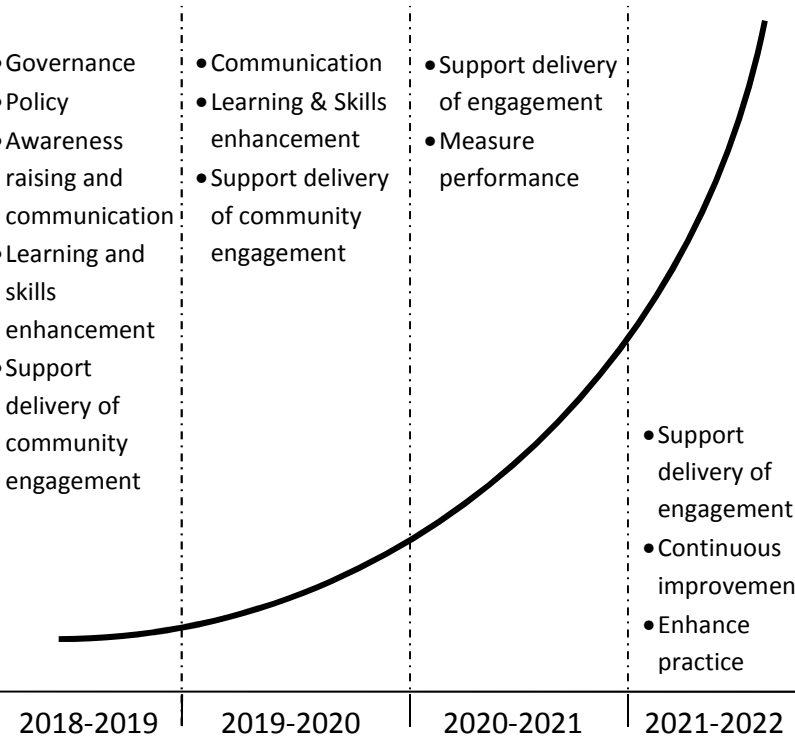 • Governance
• Policy
• Awareness
raising and
communication
• Learning and
skills
enhancement
• Support
delivery of
community
engagement
• Communication
• Learning & Skills
enhancement
• Support delivery
of community
engagement
• Support delivery
of engagement
• Measure
performance
• Support
delivery of
engagement
• Continuous
improvemen
• Enhance
practice
2018-2019
2019-2020
2020-2021
2021-2022